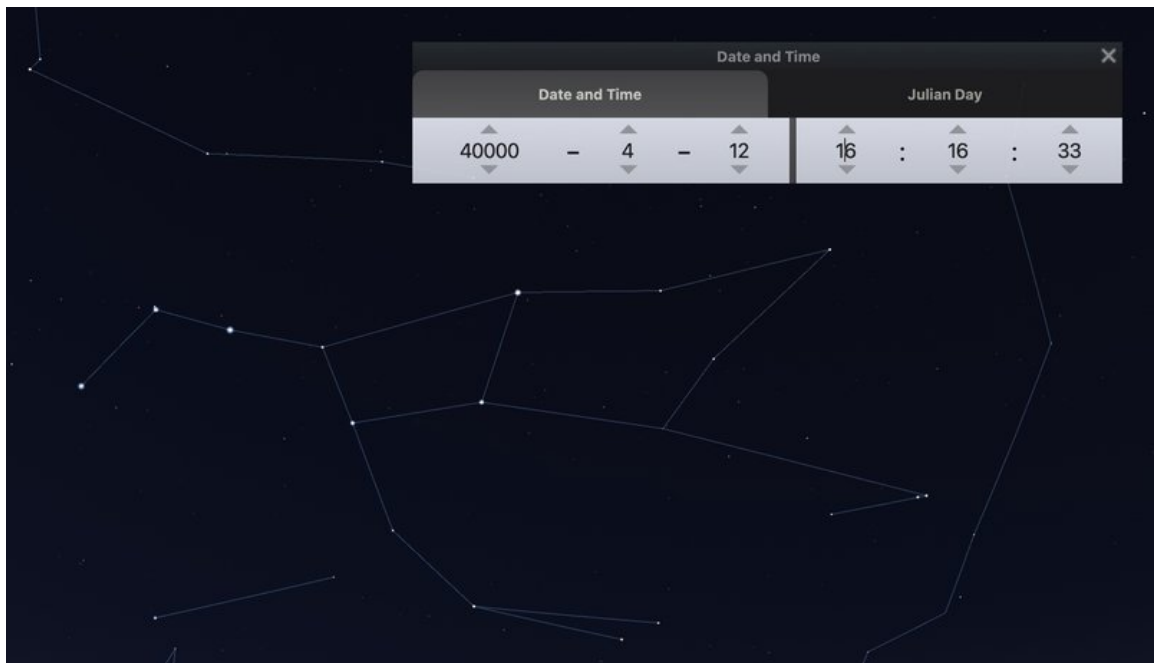 Date and Time
Date and Time Julian Day
40000 – 4 – 12 16 : 16 : 33